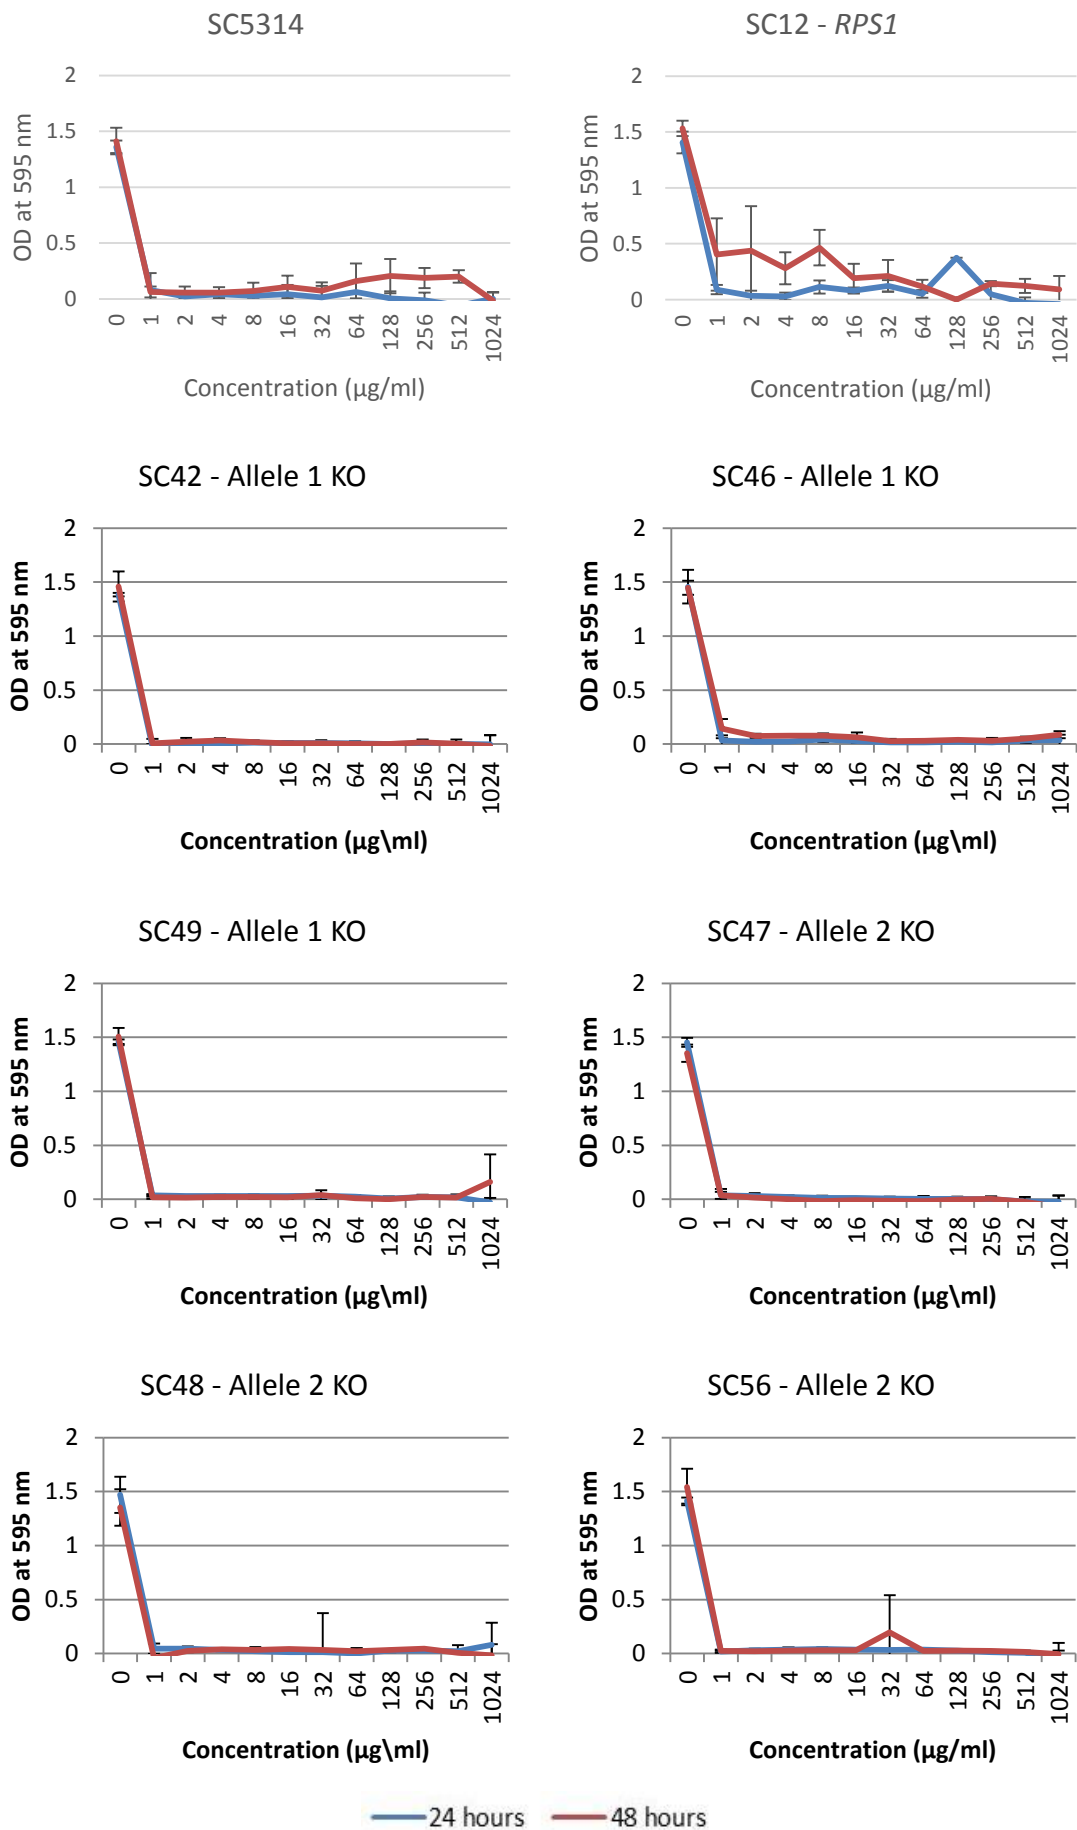 SC5314
SC12 - RPS1
OD at 595 nm
2
1.5
1
0.5
0
0 1 2 4 8 16 32 64 128 256 512 1024
Concentration (µg/ml)
OD at 595 nm
2
1.5
1
0.5
0
0 1 2 4 8 16 32 64 128 256 512 1024
Concentration (µg/ml)
SC42 - Allele 1 KO
SC46 - Allele 1 KO
OD at 595 nm
2
1.5
1
0.5
0
0 1 2 4 8 16 32 64 128 256 512 1024
Concentration (µg\ml)
OD at 595 nm
2
1.5
1
0.5
0
0 1 2 4 8 16 32 64 128 256 512 1024
Concentration (µg\ml)
SC49 - Allele 1 KO
SC47 - Allele 2 KO
OD at 595 nm
2
1.5
1
0.5
0
0 1 2 4 8 16 32 64 128 256 512 1024
Concentration (µg\ml)
OD at 595 nm
2
1.5
1
0.5
0
0 1 2 4 8 16 32 64 128 256 512 1024
Concentration (µg/ml)
SC48 - Allele 2 KO
SC56 - Allele 2 KO
OD at 595 nm
2
1.5
1
0.5
0
0 1 2 4 8 16 32 64 128 256 512 1024
Concentration (µg\ml)
OD at 595 nm
2
1.5
1
0.5
0
0 1 2 4 8 16 32 64 128 256 512 1024
Concentration (µg/ml)
24 hours 48 hours